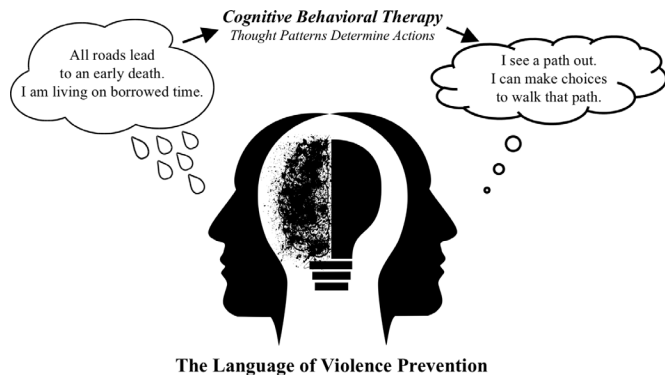 Cognitive Behavioral Therapy
Thought Patterns Determine Actions
All roads lead
to an early death.
I am living on borrowed time.
I see a path out.
I can make choices
to walk that path.
The Language of Violence Prevention